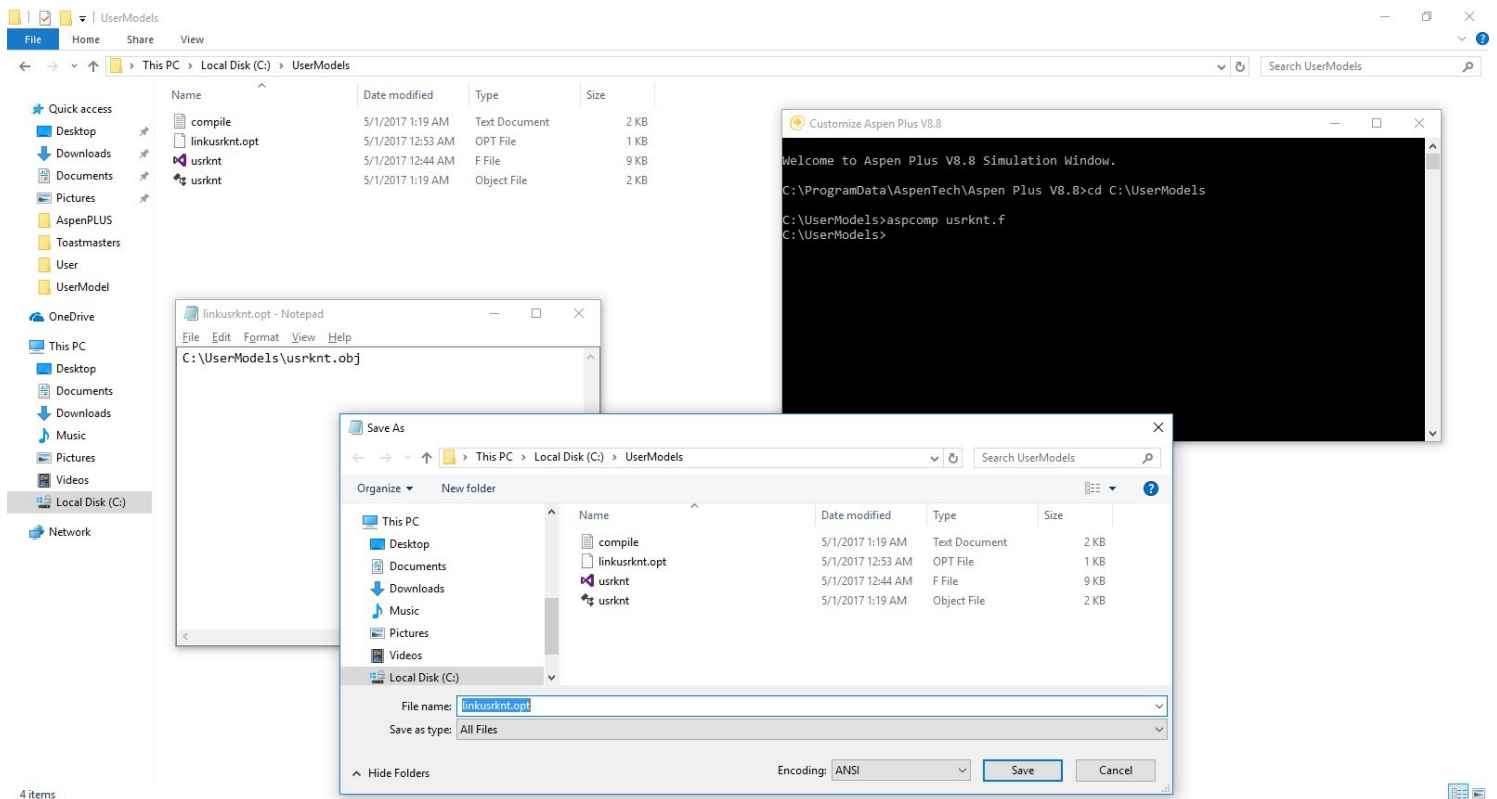 UserModels
File Home Share View
This PC > Local Disk (C:) > UserModels
Search UserModels
Quick access
Desktop
Downloads
Documents
Pictures
AspenPLUS
Toastmasters
User
UserModel
OneDrive
This PC
Desktop
Documents
Downloads
Music
Pictures
Videos
Local Disk (C:)
Network
Name Date modified Type Size
compile 5/1/2017 1:19 AM Text Document 2 KB
linkusrknt.opt 5/1/2017 12:53 AM OPT File 1 KB
usrknt 5/1/2017 12:44 AM F File 9 KB
usrknt 5/1/2017 1:19 AM Object File 2 KB
Customize Aspen Plus V8.8
Welcome to Aspen Plus V8.8 Simulation Window.
C:\ProgramData\AspenTech\Aspen Plus V8.8>cd C:\UserModels
C:\UserModels>aspcomp usrknt.f
C:\UserModels>
linkusrknt.opt - Notepad
File Edit Format View Help
C:\UserModels\usrknt.obj
Save As
This PC > Local Disk (C:) > UserModels
Search UserModels
Organize New folder
This PC
Desktop
Documents
Downloads
Music
Pictures
Videos
Local Disk (C:)
Name Date modified Type Size
compile 5/1/2017 1:19 AM Text Document 2 KB
linkusrknt.opt 5/1/2017 12:53 AM OPT File 1 KB
usrknt 5/1/2017 12:44 AM F File 9 KB
usrknt 5/1/2017 1:19 AM Object File 2 KB
File name: linkusrknt.opt
Save as type: All Files
Hide Folders
Encoding: ANSI
Save
Cancel
4 items